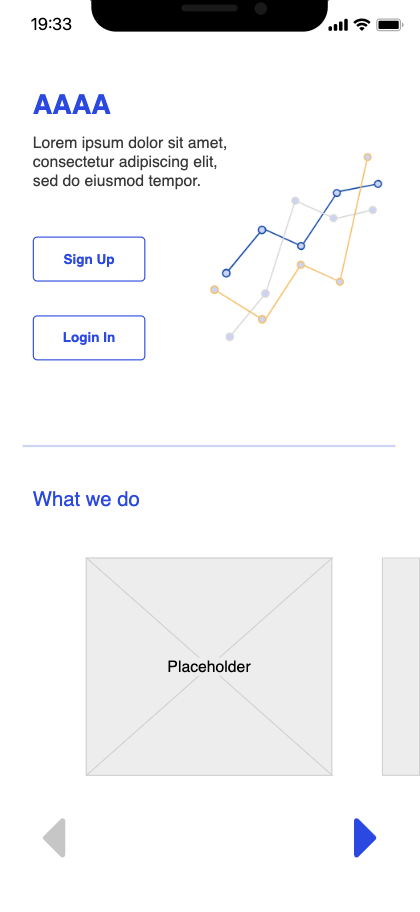 19:33
AAAA
Lorem ipsum dolor sit amet,
consectetur adipiscing elit,
sed do eiusmod tempor.
Sign Up
Login In
What we do
Placeholder